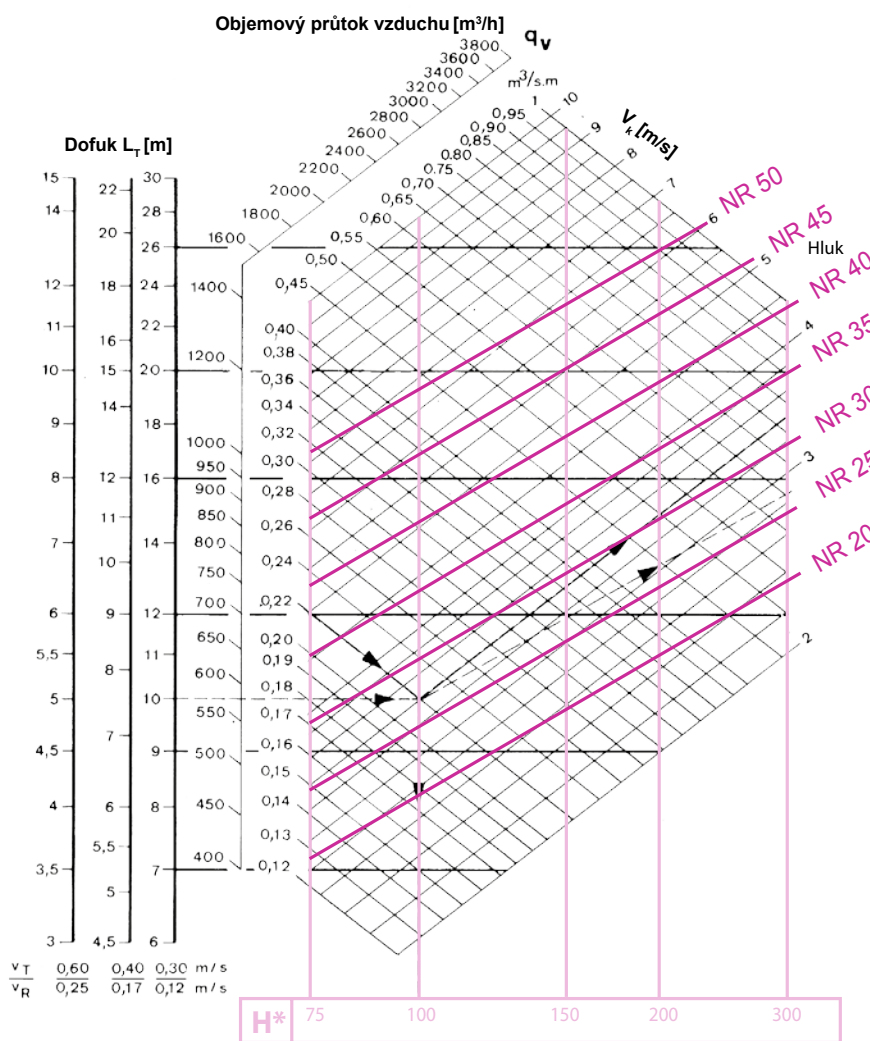 Objemový průtok vzduchu [m³/h]
q v
m³/s.m
3800
3600
3400
3200
3000
2800
2600
2400
2200
2000
1800
1600
1400
1200
1000
950
900
850
800
750
700
650
600
550
500
450
400
1
0,95
0,90
0,85
0.80
0.75
0,70
0,65
0,60
0,55
0,50
0,45
0,40
0,38
0,36
0,34
0,32
0,30
0,28
0,26
0,24
0,22
0,20
0,19
0,18
0,17
0,16
0,15
0,14
0,13
0,12
V k [m/s]
10
9
8
7
6
5
4
3
2
NR 50
NR 45
Hluk
NR 40
NR 35
NR 30
NR 25
NR 20
Dofuk L T [m]
15 22 30
14 20 28
12 18 26
11 16 24
10 15 22
9 14 20
8 12 18
7 11 16
6 10 14
5,5 9 12
5 8 11
4,5 7 10
4 6 9
3,5 5,5 8
3 5 7
4,5 6
v T 0,60 0,40 0,30 m/s
v R 0,25 0,17 0,12 m/s
H* 75 100 150 200 300